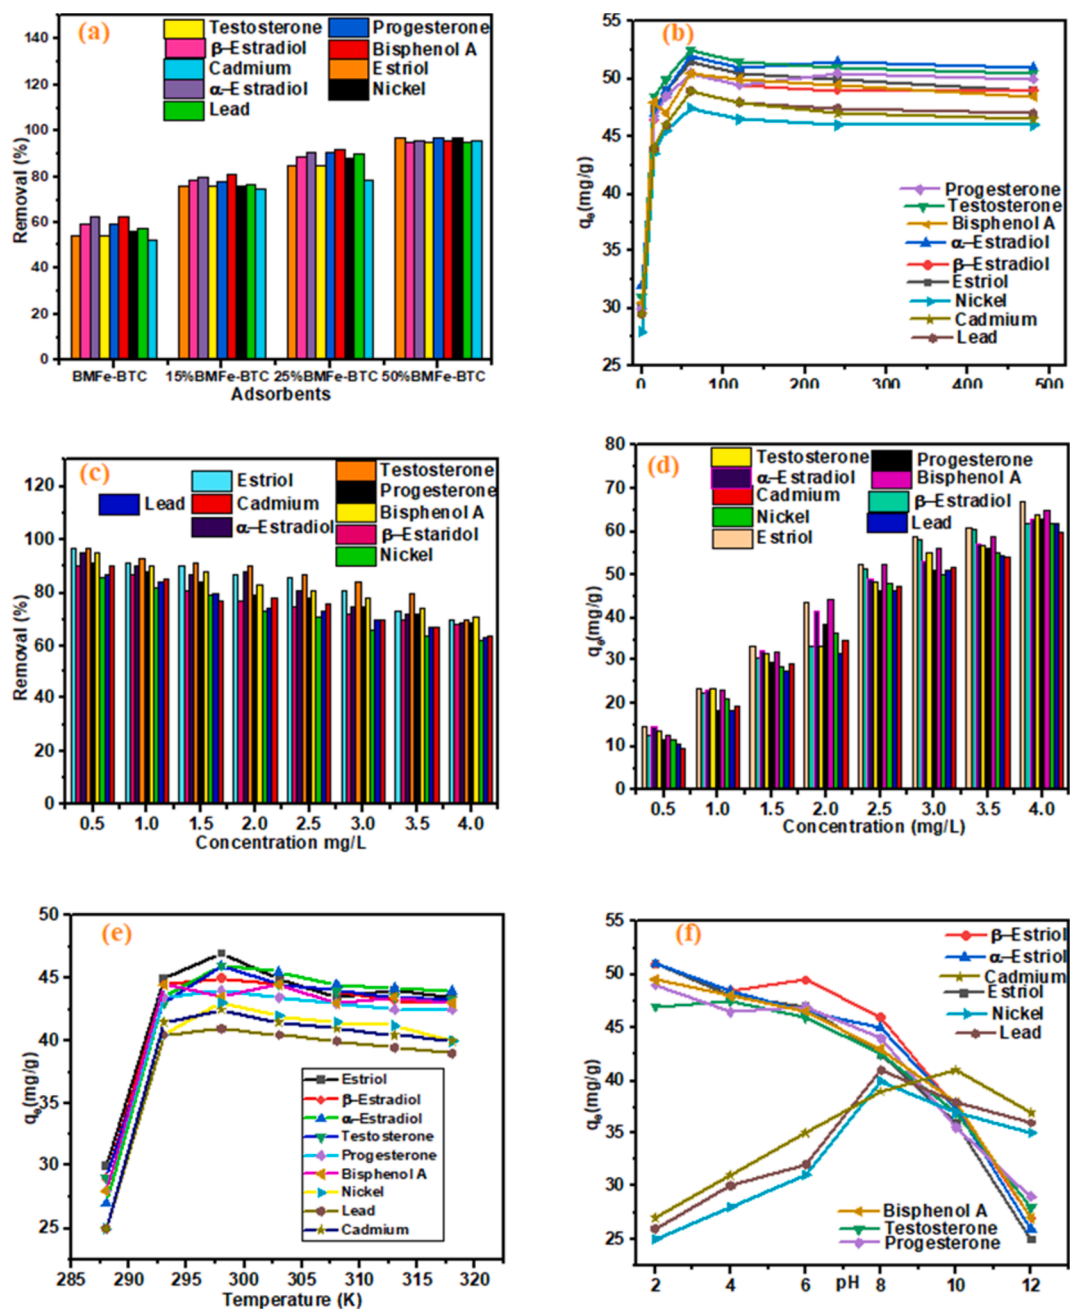 (a)
Testosterone
Progesterone
β–Estradiol
Bisphenol A
Cadmium
Estriol
α–Estradiol
Nickel
Lead
140
120
100
80
60
40
20
0
Removal (%)
BMFe-BTC 15%BMFe-BTC 25%BMFe-BTC 50%BMFe-BTC
Adsorbents
(b)
55
50
45
40
35
30
25
qe(mg/g)
Progesterone
Testosterone
Bisphenol A
α–Estradiol
β–Estradiol
Estriol
Nickel
Cadmium
Lead
0 100 200 300 400 500
(c)
Testosterone
Estriol
Progesterone
Lead
Cadmium
Bisphenol A
α–Estradiol
β–Estaridol
Nickel
120
100
80
60
40
20
0
Removal (%)
0.5 1.0 1.5 2.0 2.5 3.0 3.5 4.0
Concentration mg/L
(d)
Testosterone
Progesterone
α–Estradiol
Bisphenol A
Cadmium
β–Estradiol
Nickel
Lead
Estriol
80
70
60
50
40
30
20
10
0
qe(mg/g)
0.5 1.0 1.5 2.0 2.5 3.0 3.5 4.0
Concentration (mg/L)
(e)
50
45
40
35
30
25
qe(mg/g)
Estriol
β–Estradiol
α–Estradiol
Testosterone
Progesterone
Bisphenol A
Nickel
Lead
Cadmium
285 290 295 300 305 310 315 320
Temperature (K)
(f)
55
50
45
40
35
30
25
qe(mg/g)
β–Estriol
α–Estriol
Cadmium
Estriol
Nickel
Lead
Bisphenol A
Testosterone
Progesterone
2 4 6 pH 8 10 12